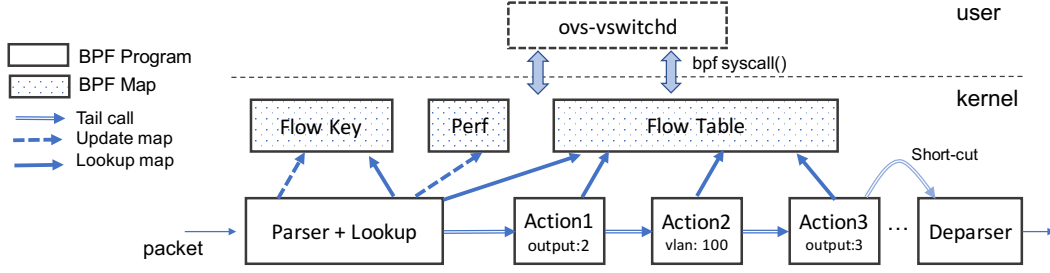 user
ovs-vswitchd
BPF Program
bpf syscall()
BPF Map
kernel
Tail call
Update map
Lookup map
Flow Key
Perf
Flow Table
Short-cut
packet
Parser + Lookup
Action1
output:2
Action2
vlan: 100
Action3
output:3
...
Deparser